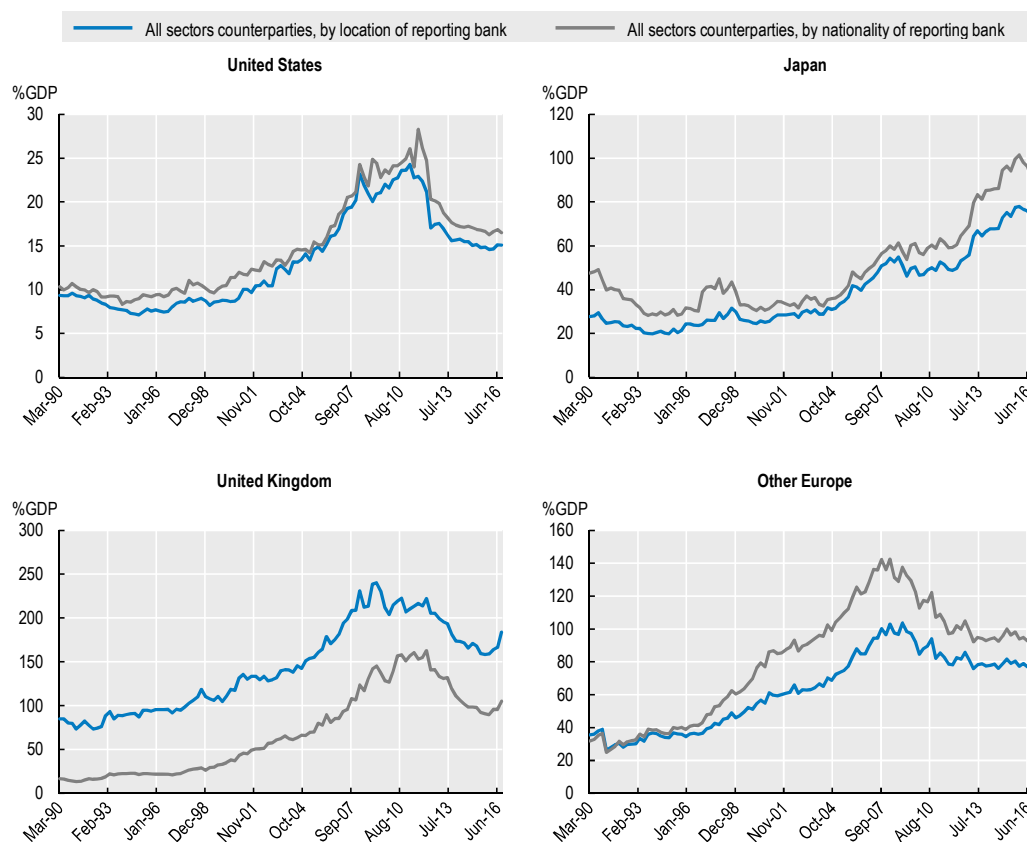 All sectors counterparties, by location of reporting bank All sectors counterparties, by nationality of reporting bank
United States
%GDP
30
25
20
15
10
5
0
Mar-90 Feb-93 Jan-96 Dec-98 Nov-01 Oct-04 Sep-07 Aug-10 Jul-13 Jun-16
Japan
%GDP
120
100
80
60
40
20
0
Mar-90 Feb-93 Jan-96 Dec-98 Nov-01 Oct-04 Sep-07 Aug-10 Jul-13 Jun-16
United Kingdom
%GDP
300
250
200
150
100
50
0
Mar-90 Feb-93 Jan-96 Dec-98 Nov-01 Oct-04 Sep-07 Aug-10 Jul-13 Jun-16
Other Europe
%GDP
160
140
120
100
80
60
40
20
0
Mar-90 Feb-93 Jan-96 Dec-98 Nov-01 Oct-04 Sep-07 Aug-10 Jul-13 Jun-16